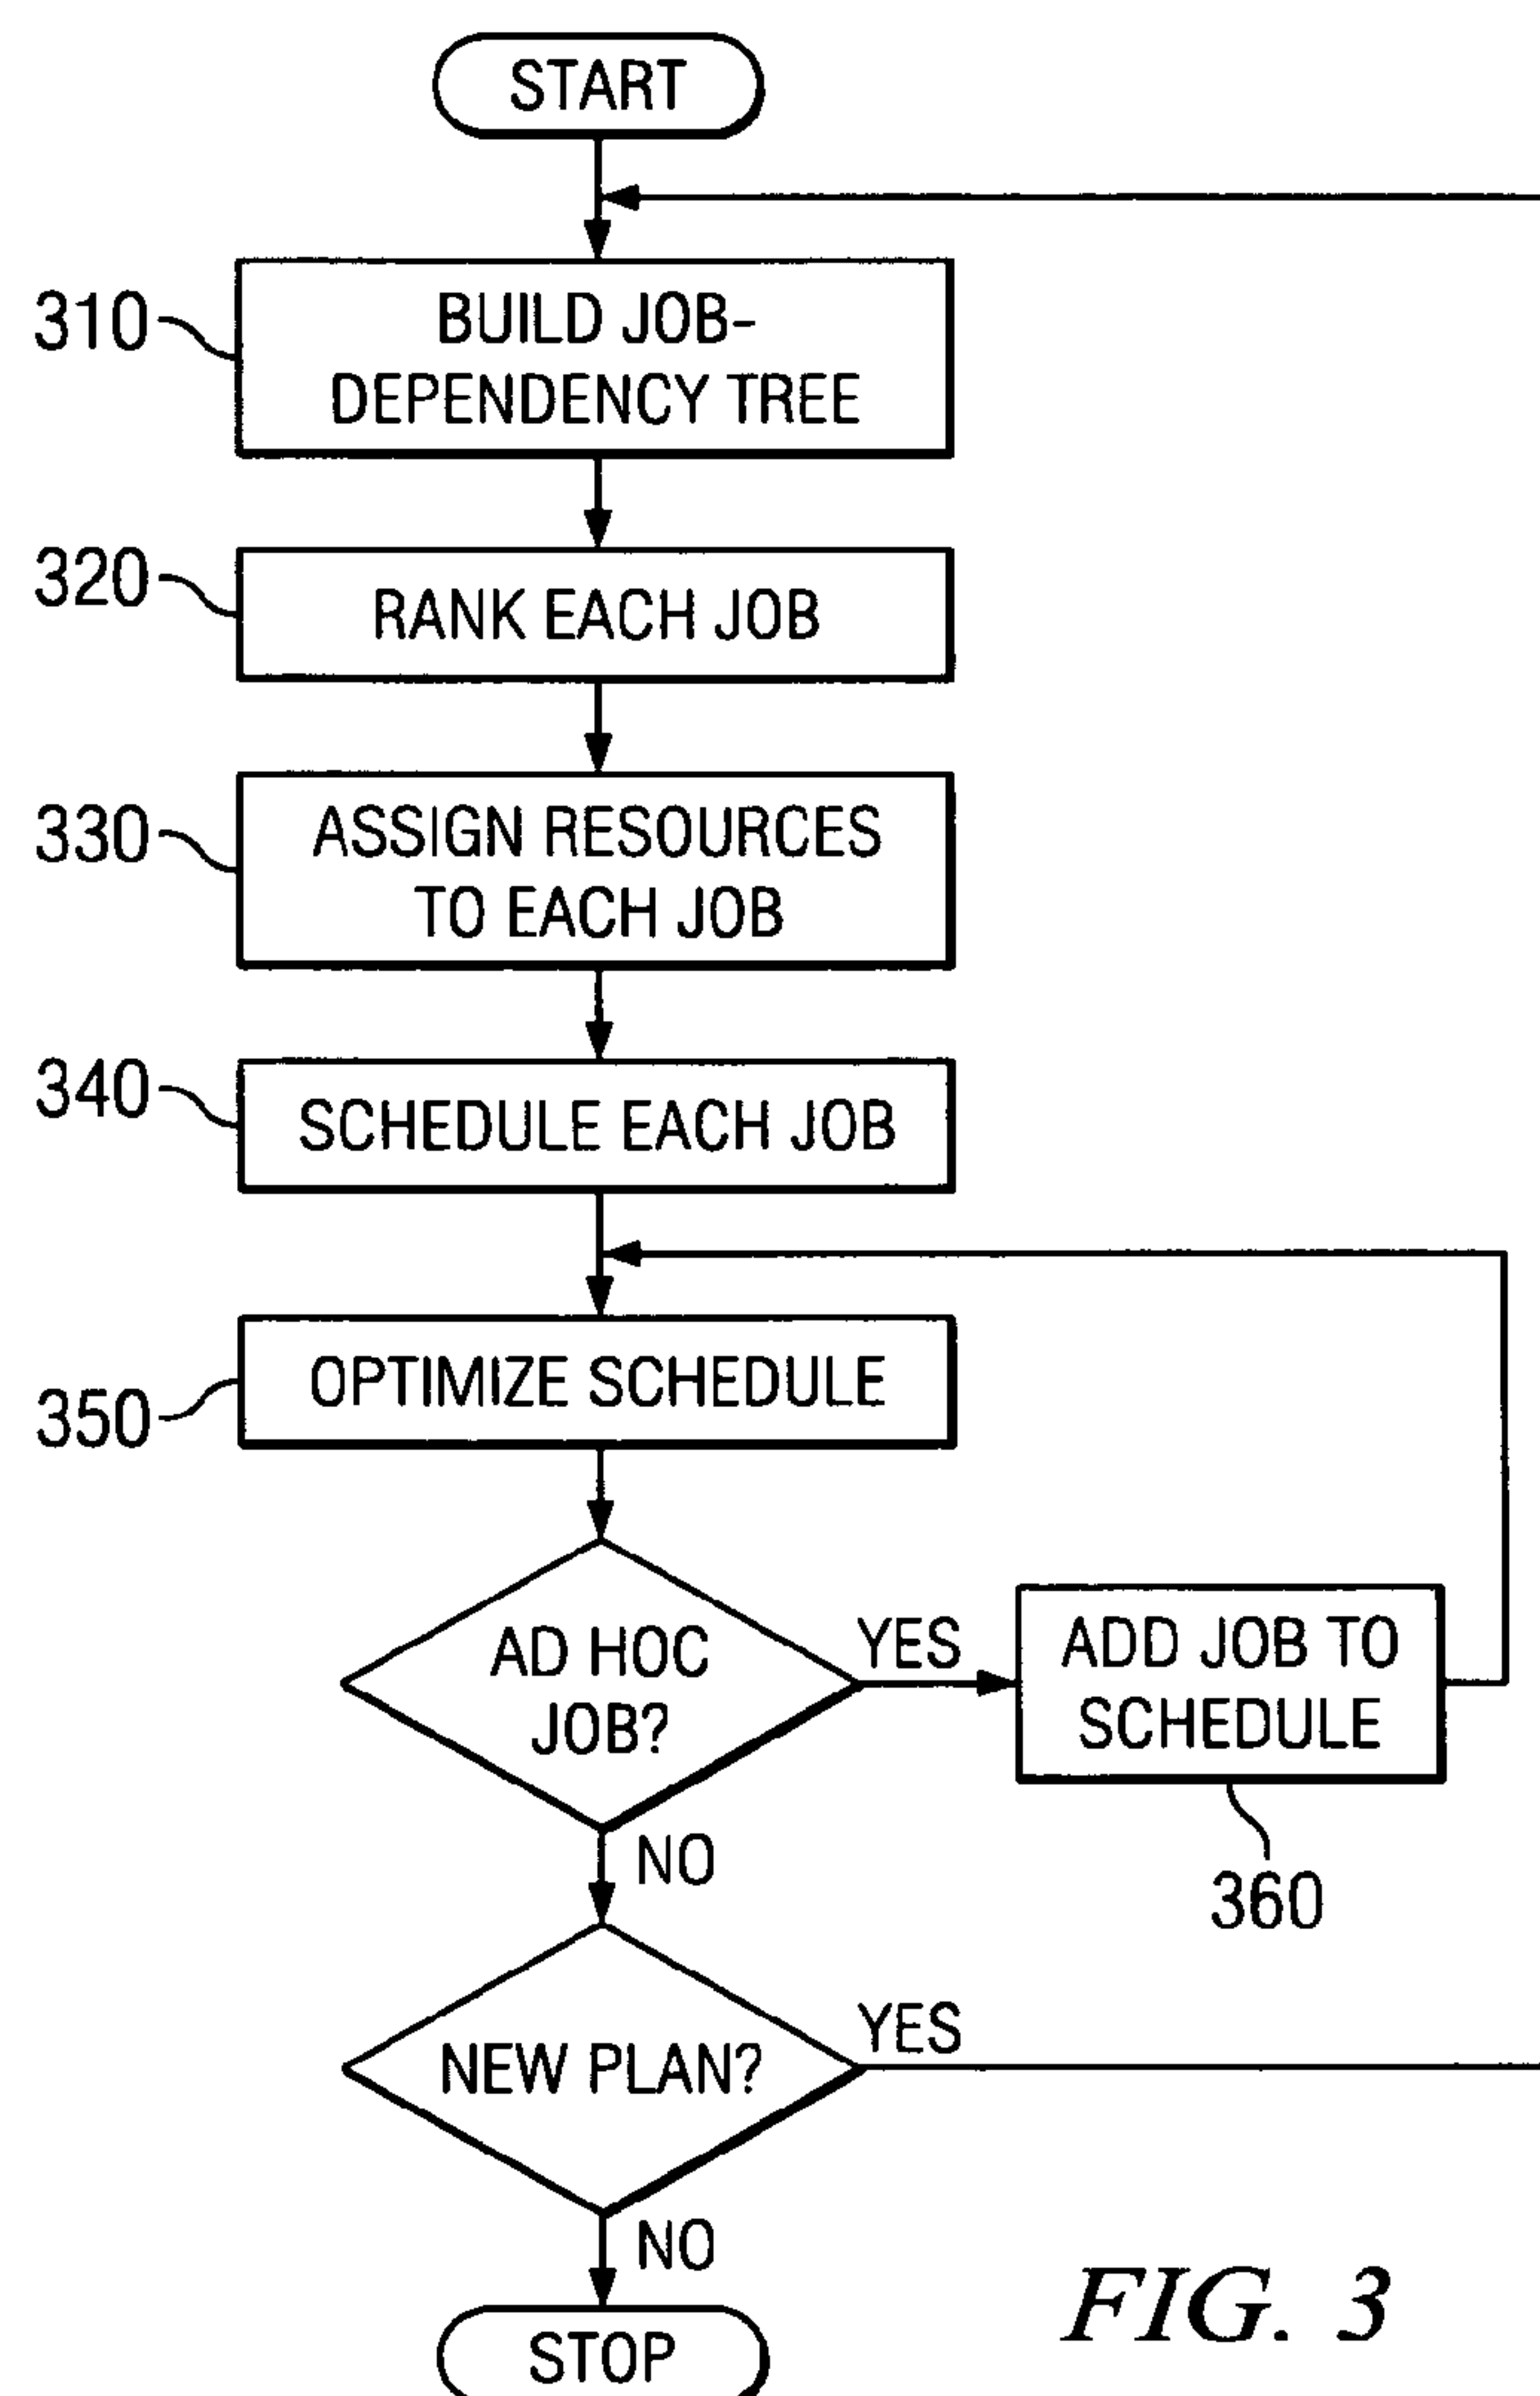 START
310
BUILD JOB-
DEPENDENCY TREE
320
RANK EACH JOB
330
ASSIGN RESOURCES
TO EACH JOB
340
SCHEDULE EACH JOB
350
OPTIMIZE SCHEDULE
AD HOC
JOB?
YES
ADD JOB TO
SCHEDULE
360
NO
NEW PLAN?
YES
NO
STOP
FIG. 3